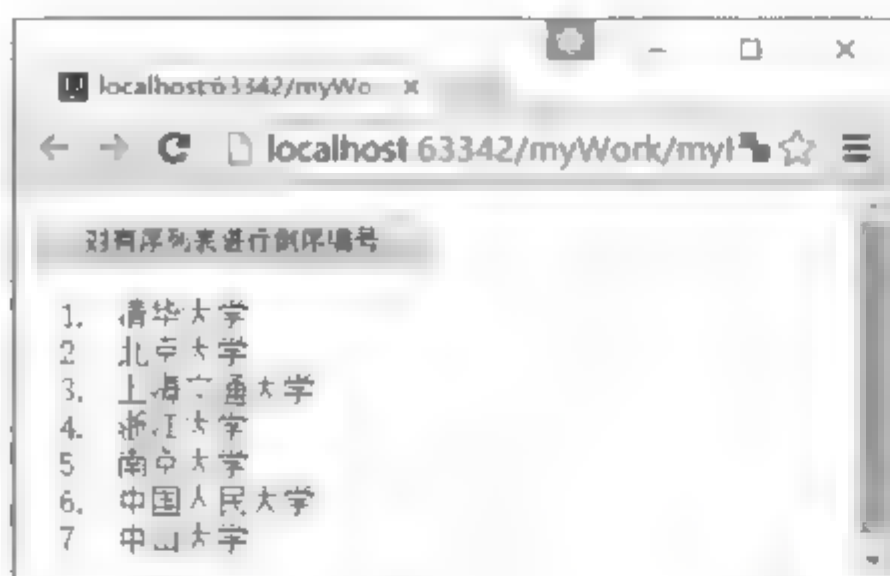 localhost:63342/myWo
localhost:63342/myWork/myl
对有序列表进行倒序编号
1. 清华大学
2. 北京大学
3. 上海交通大学
4. 浙江大学
5. 南京大学
6. 中国人民大学
7. 中山大学